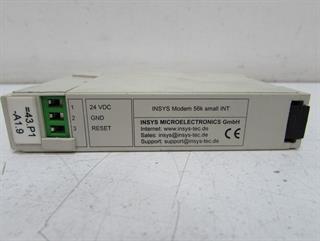 =43-P1
-A1.9
1 24 VDC
2 GND
3 RESET
INSYS Modem 56k small INT
INSYS MICROELECTRONICS GmbH
Internet: www.insys-tec.de
Sales: insys@insys-tec.de
Support: support@insys-tec.de
CE